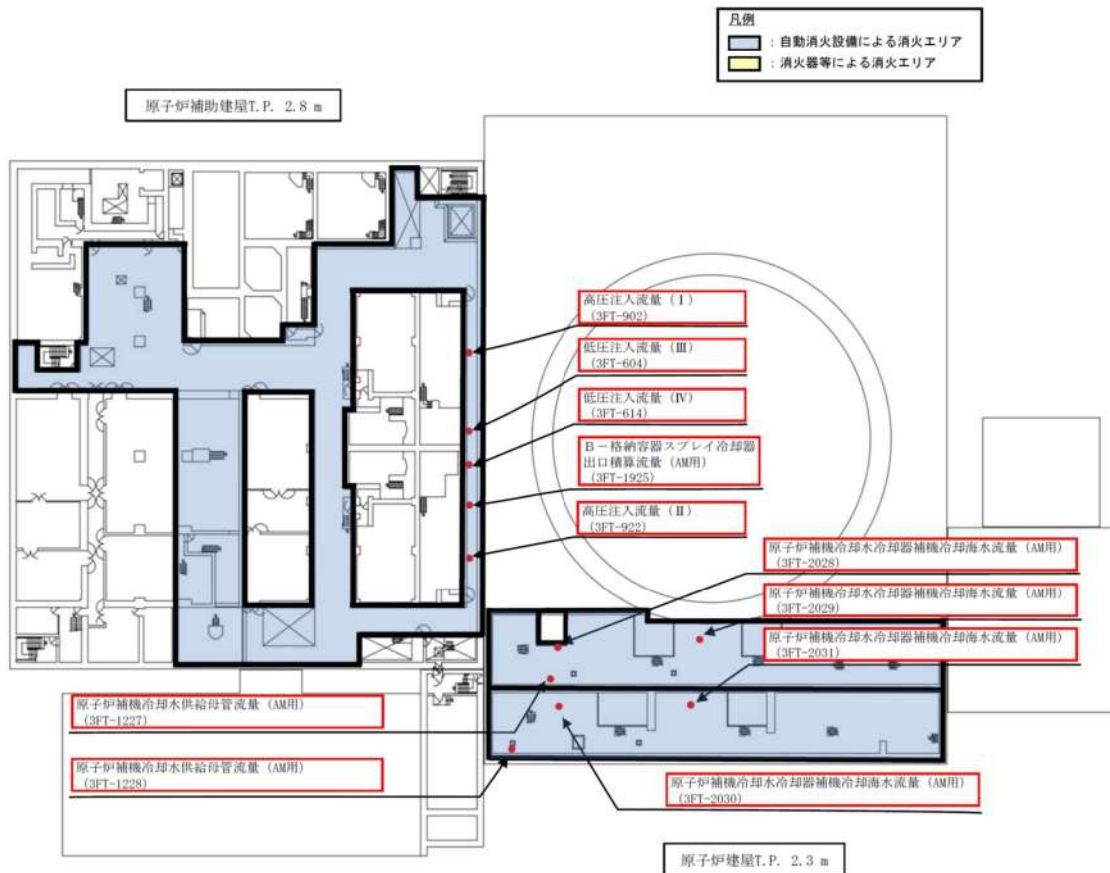 凡例
：自動消火設備による消火エリア
：消火器等による消火エリア
原子炉補助建屋T.P. 2.8 m
高圧注入流量（Ⅰ）
（3FT-902）
低圧注入流量（Ⅲ）
（3FT-604）
低圧注入流量（Ⅳ）
（3FT-614）
B－格納容器スプレイ冷却器
出口積算流量（AM用）
（3FT-1925）
高圧注入流量（Ⅱ）
（3FT-922）
原子炉補機冷却水冷却器補機冷却海水流量（AM用）
（3FT-2028）
原子炉補機冷却水冷却器補機冷却海水流量（AM用）
（3FT-2029）
原子炉補機冷却水冷却器補機冷却海水流量（AM用）
（3FT-2031）
原子炉補機冷却水供給母管流量（AM用）
（3FT-1227）
原子炉補機冷却水供給母管流量（AM用）
（3FT-1228）
原子炉補機冷却水冷却器補機冷却海水流量（AM用）
（3FT-2030）
原子炉建屋T.P. 2.3 m